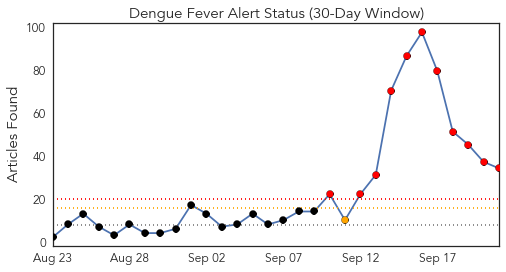 Dengue Fever Alert Status (30-Day Window)
Articles Found
100
80
60
40
20
0
Aug 23
Aug 28
Sep 02
Sep 07
Sep 12
Sep 17